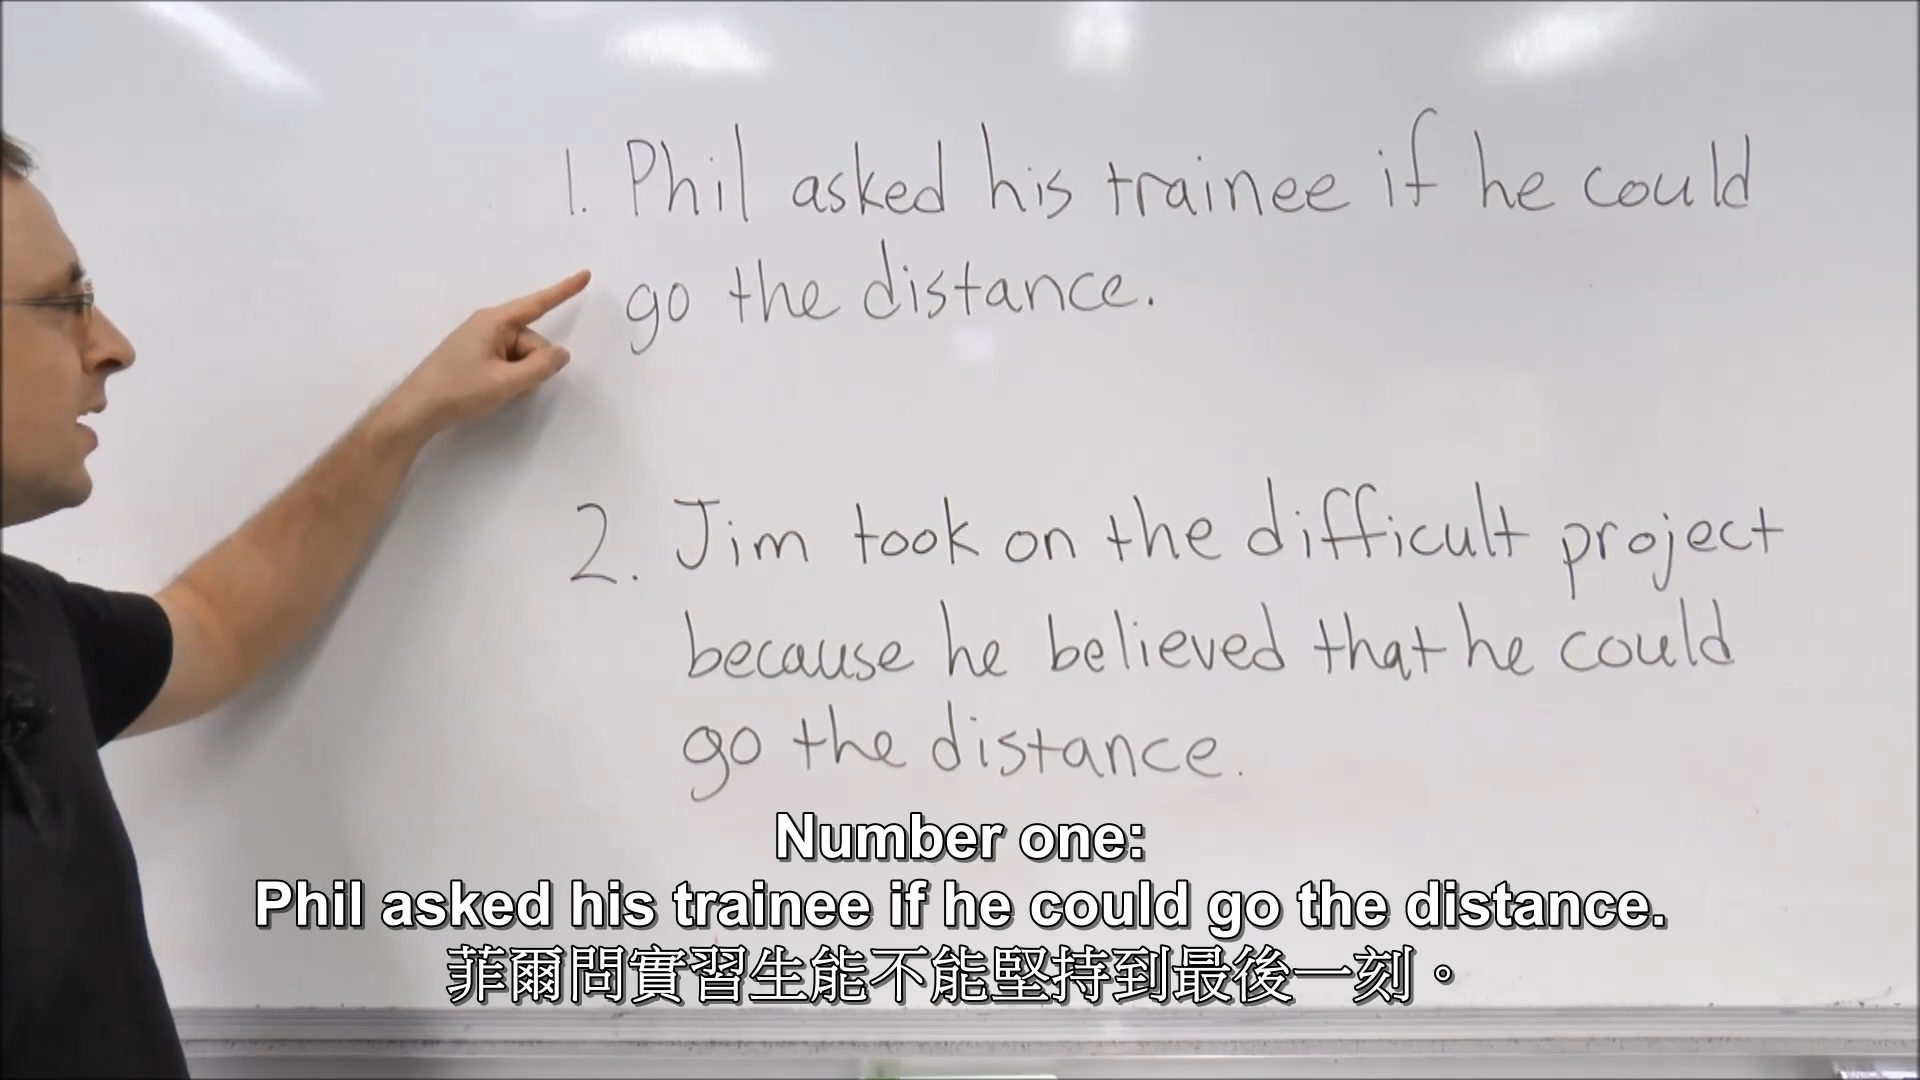 1. Phil asked his trainee if he could
go the distance.
2. Jim took on the difficult project
because he believed that he could
go the distance.
Number one:
Phil asked his trainee if he could go the distance.
菲爾問實習生能不能堅持到最後一刻。